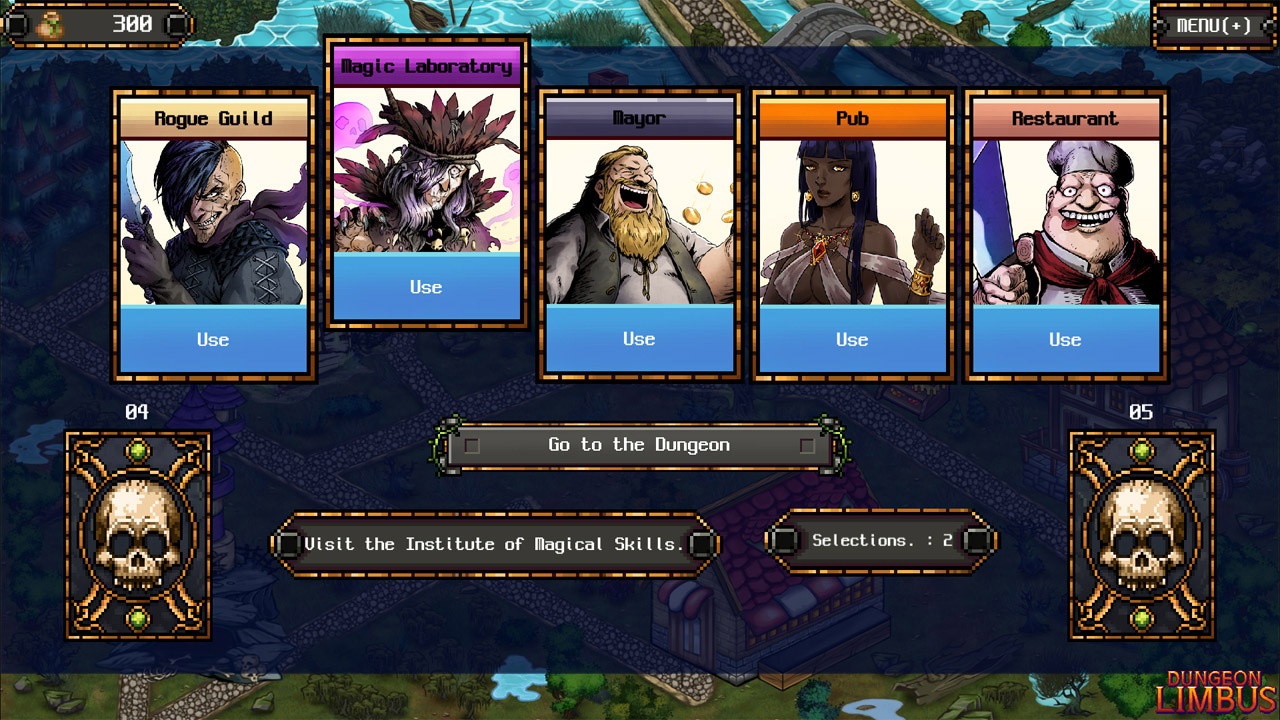 300
MENU(+)
Rogue Guild
Magic Laboratory
Mayor
Pub
Restaurant
Use
Use
Use
Use
Use
04
05
Go to the Dungeon
Visit the Institute of Magical Skills.
Selections. : 2
DUNGEON
LIMBUS